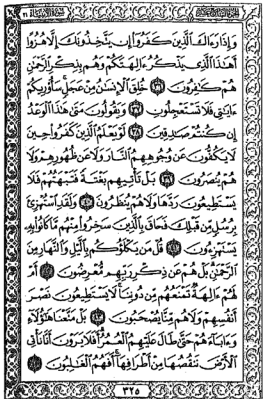 الجزء السابع عشر سورة الأنبياء ٢١
وَإِذَا رَءَاكَ ٱلَّذِينَ كَفَرُوٓا۟ إِن يَتَّخِذُونَكَ إِلَّا هُزُوًا
أَهَٰذَا ٱلَّذِى يَذْكُرُ ءَالِهَتَكُمْ وَهُم بِذِكْرِ ٱلرَّحْمَٰنِ
هُمْ كَٰفِرُونَ ٣٦ خُلِقَ ٱلْإِنسَٰنُ مِنْ عَجَلٍ سَأُو۟رِيكُمْ
ءَايَٰتِى فَلَا تَسْتَعْجِلُونِ ٣٧ وَيَقُولُونَ مَتَىٰ هَٰذَا ٱلْوَعْدُ
إِن كُنتُمْ صَٰدِقِينَ ٣٨ لَوْ يَعْلَمُ ٱلَّذِينَ كَفَرُوا۟ حِينَ
لَا يَكُفُّونَ عَن وُجُوهِهِمُ ٱلنَّارَ وَلَا عَن ظُهُورِهِمْ وَلَا
هُمْ يُنصَرُونَ ٣٩ بَلْ تَأْتِيهِم بَغْتَةً فَتَبْهَتُهُمْ فَلَا
يَسْتَطِيعُونَ رَدَّهَا وَلَا هُمْ يُنظَرُونَ ٤٠ وَلَقَدِ ٱسْتُهْزِئَ
بِرُسُلٍ مِّن قَبْلِكَ فَحَاقَ بِٱلَّذِينَ سَخِرُوا۟ مِنْهُم مَّا كَانُوا۟ بِهِۦ
يَسْتَهْزِءُونَ ٤١ قُلْ مَن يَكْلَؤُكُم بِٱلَّيْلِ وَٱلنَّهَارِ مِنَ
ٱلرَّحْمَٰنِ بَلْ هُمْ عَن ذِكْرِ رَبِّهِم مُّعْرِضُونَ ٤٢ أَمْ
لَهُمْ ءَالِهَةٌ تَمْنَعُهُم مِّن دُونِنَا لَا يَسْتَطِيعُونَ نَصْرَ
أَنفُسِهِمْ وَلَا هُم مِّنَّا يُصْحَبُونَ ٤٣ بَلْ مَتَّعْنَا هَٰٓؤُلَآءِ
وَءَابَآءَهُمْ حَتَّىٰ طَالَ عَلَيْهِمُ ٱلْعُمُرُ أَفَلَا يَرَوْنَ أَنَّا نَأْتِى
ٱلْأَرْضَ نَنقُصُهَا مِنْ أَطْرَافِهَآ أَفَهُمُ ٱلْغَٰلِبُونَ ٤٤
٣٢٥